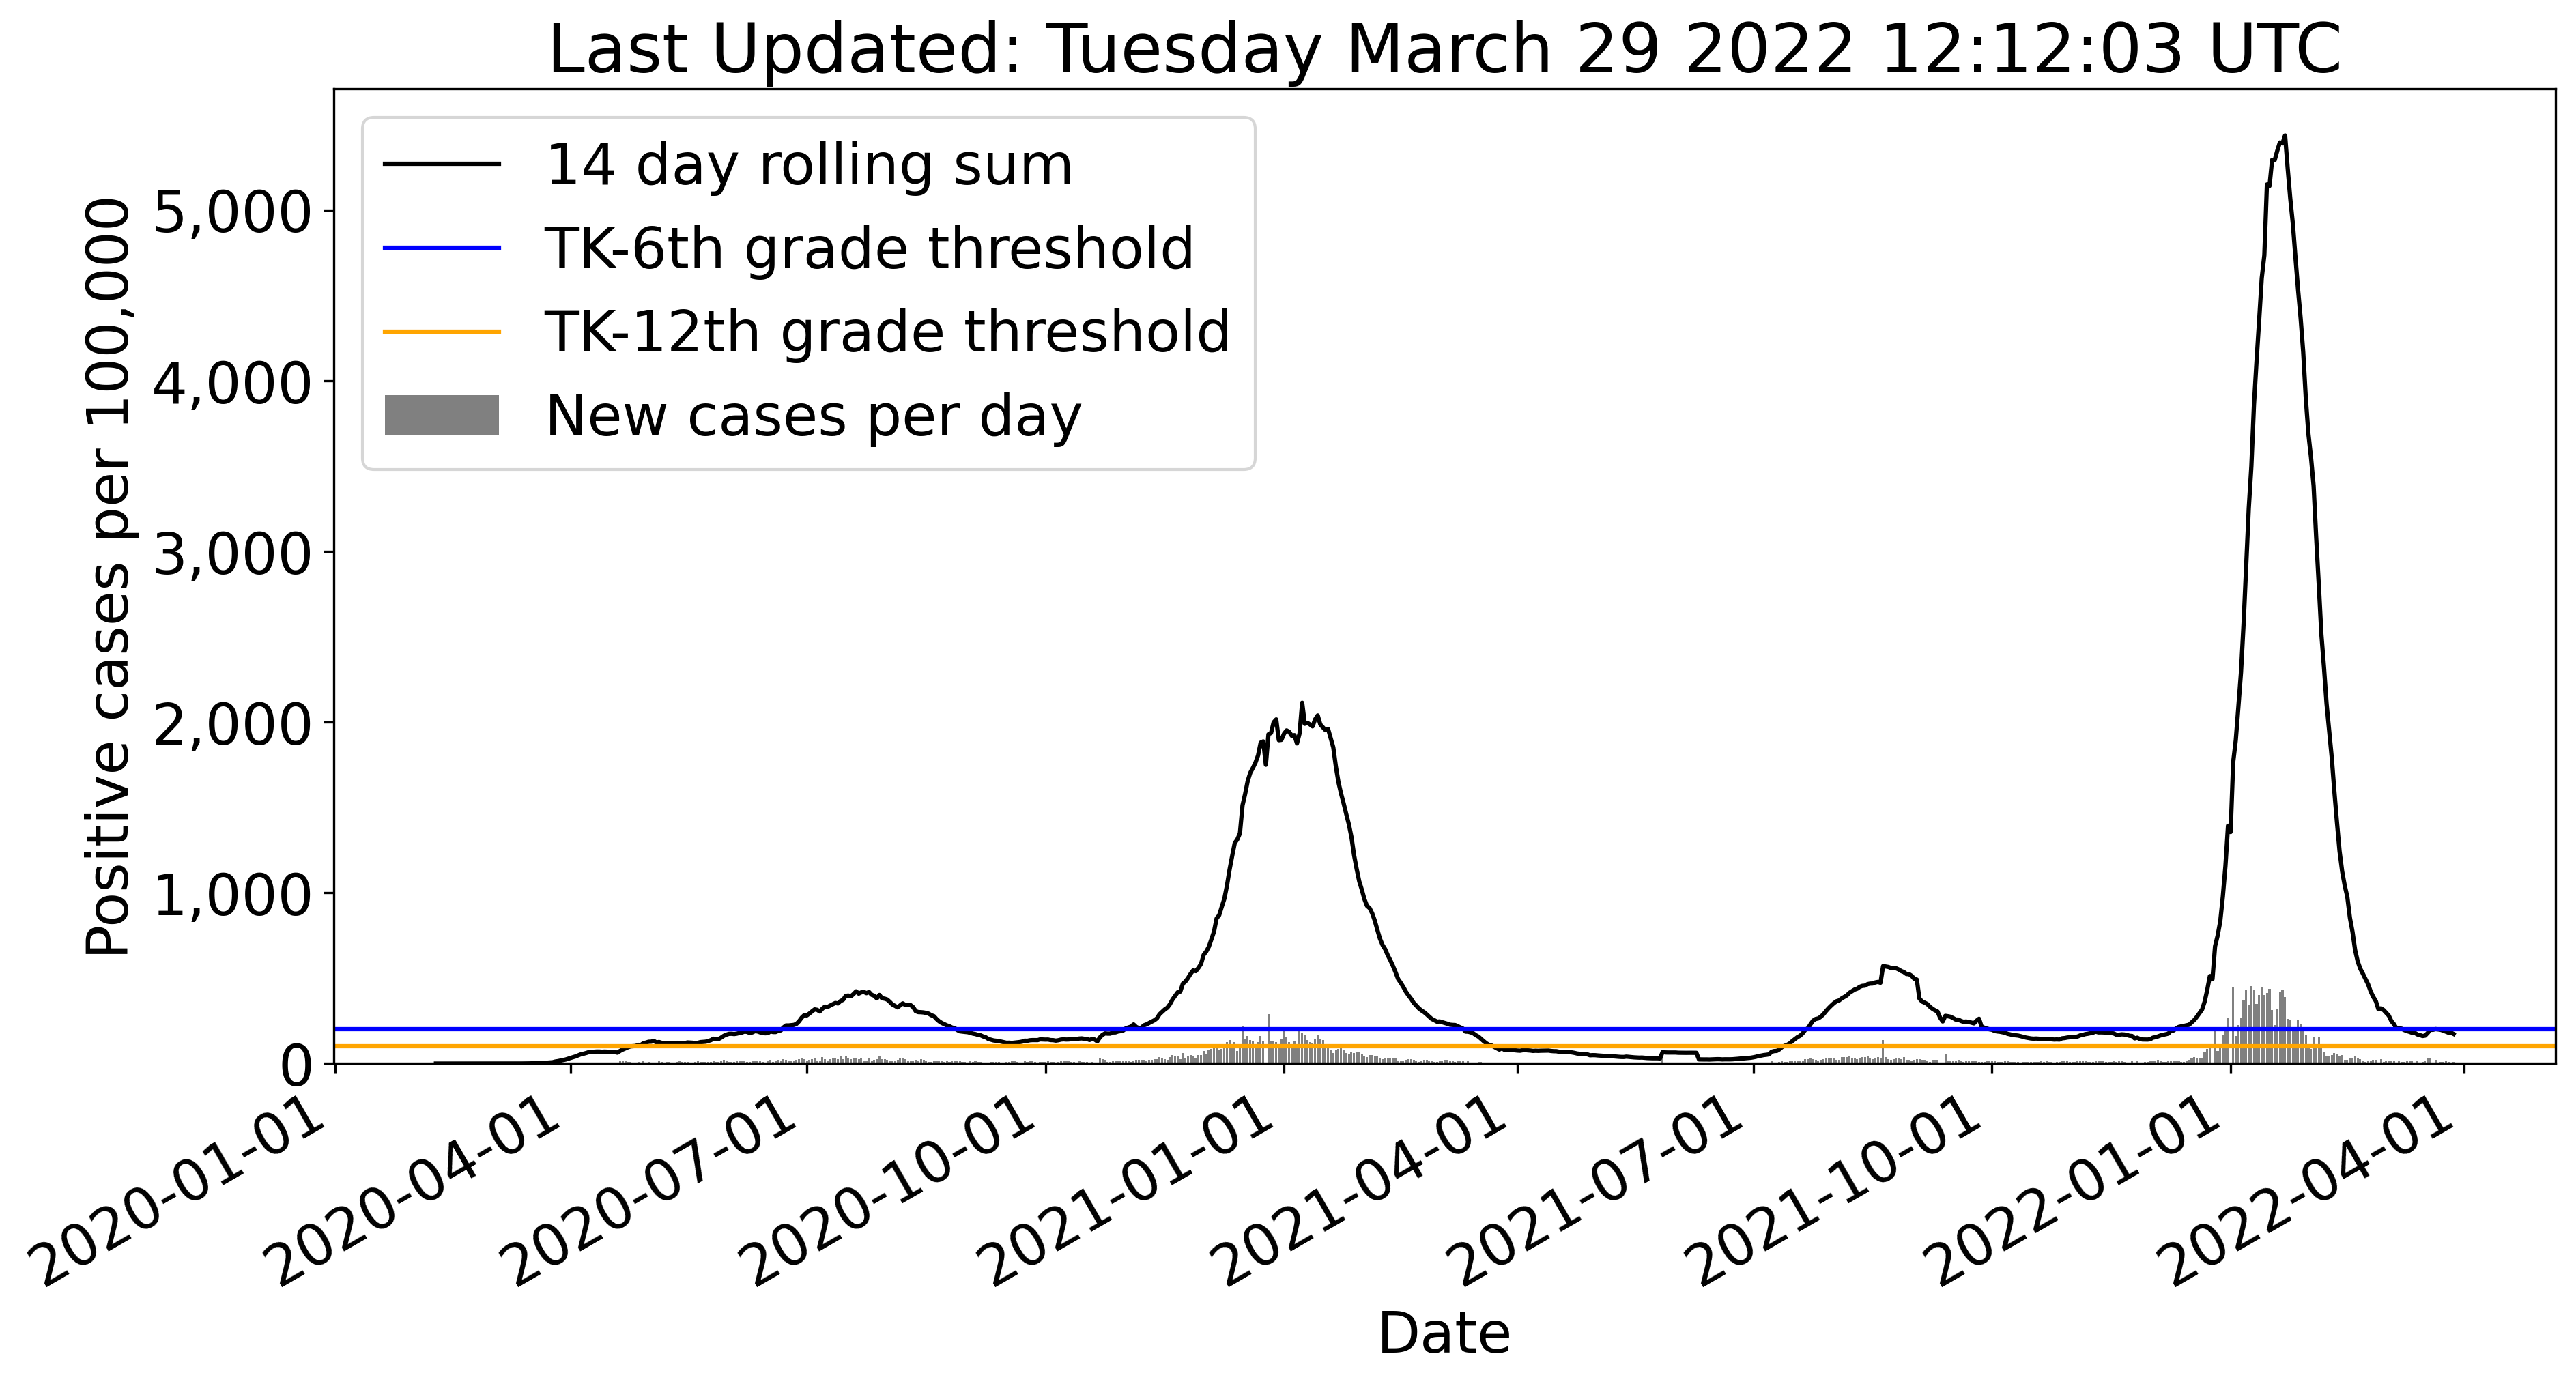 Last Updated: Tuesday March 29 2022 12:12:03 UTC
14 day rolling sum
TK-6th grade threshold
TK-12th grade threshold
New cases per day
Positive cases per 100,000
5,000
4,000
3,000
2,000
1,000
0
2020-01-01
2020-04-01
2020-07-01
2020-10-01
2021-01-01
2021-04-01
2021-07-01
2021-10-01
2022-01-01
2022-04-01
Date